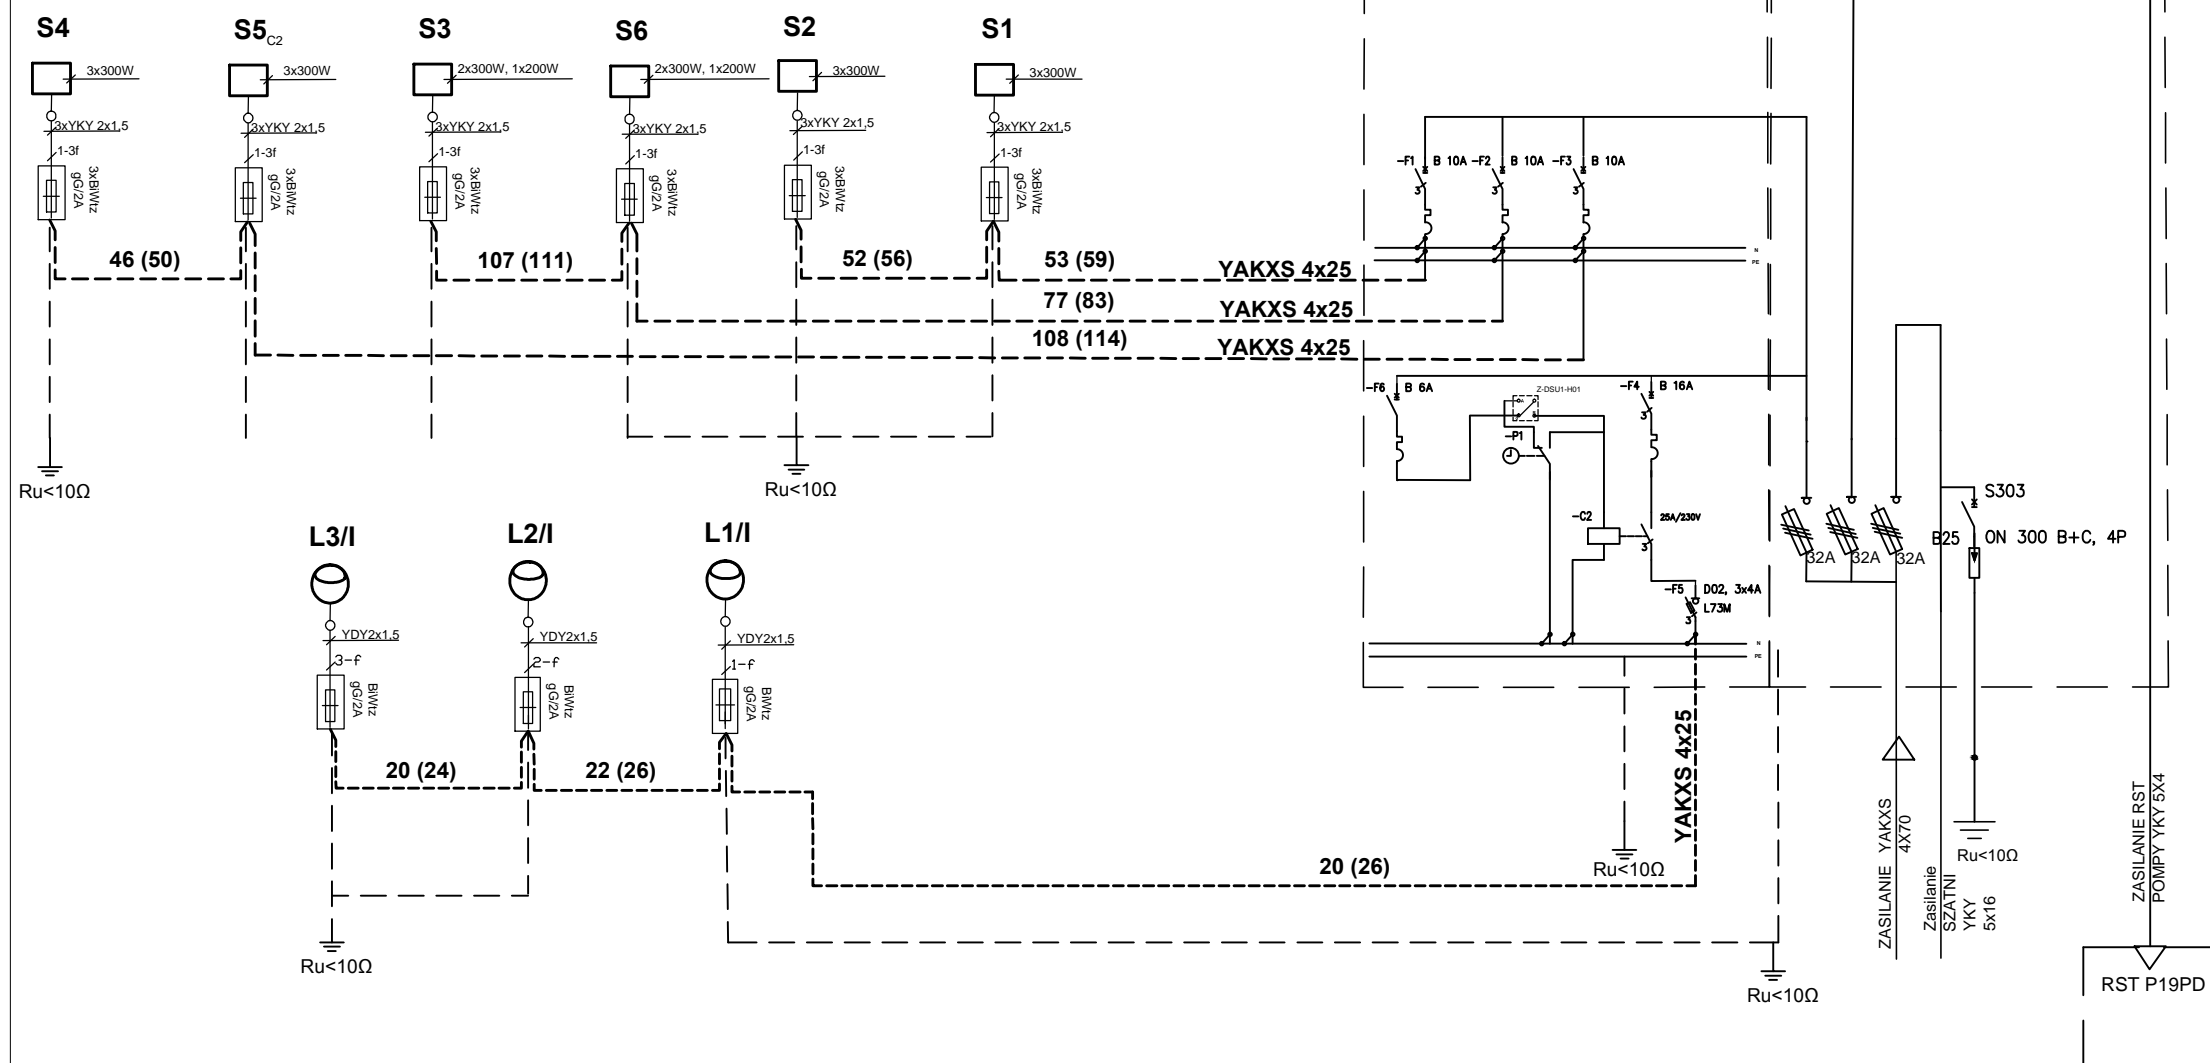 S4
S5 C2
S3
S6
S2
S1
3x300W
3x300W
2x300W, 1x200W
2x300W, 1x200W
3x300W
3x300W
3xYKY 2x1,5
3xYKY 2x1,5
3xYKY 2x1,5
3xYKY 2x1,5
3xYKY 2x1,5
3xYKY 2x1,5
1-3f
1-3f
1-3f
1-3f
1-3f
1-3f
3xBiWtz
gG/2A
3xBiWtz
gG/2A
3xBiWtz
gG/2A
3xBiWtz
gG/2A
3xBiWtz
gG/2A
3xBiWtz
gG/2A
-F1
B 10A
-F2
B 10A
-F3
B 10A
3
3
3
N
PE
46 (50)
107 (111)
52 (56)
53 (59)
YAKXS 4x25
77 (83)
YAKXS 4x25
108 (114)
YAKXS 4x25
-F6
B 6A
Z-DSU1-H01
-F4
B 16A
3
-P1
-C2
25A/230V
3
-F5
D02, 3x4A
L73M
3
N
PE
Ru<10Ω
Ru<10Ω
S303
B25
ON 300 B+C, 4P
32A
32A
32A
L3/I
L2/I
L1/I
YDY2x1,5
YDY2x1,5
YDY2x1,5
3-f
2-f
1-f
BiWtz
gG/2A
BiWtz
gG/2A
BiWtz
gG/2A
20 (24)
22 (26)
20 (26)
YAKXS 4x25
Ru<10Ω
Ru<10Ω
Ru<10Ω
Ru<10Ω
ZASILANIE YAKXS
4X70
Zasilanie
SZATNI
YKY
5x16
ZASILANIE RST
POMPY YKY 5X4
RST P19PD